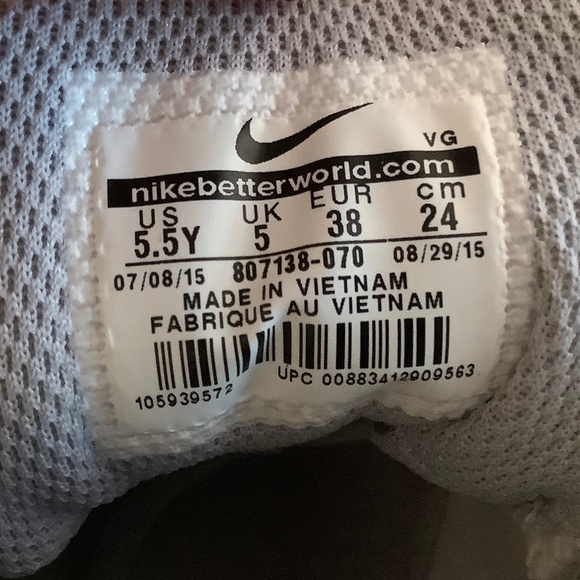 VG
nikebetterworld.com
US UK EUR cm
5.5Y 5 38 24
07/08/15 807138-070 08/29/15
MADE IN VIETNAM
FABRIQUE AU VIETNAM
105939572 UPC 00883412909563